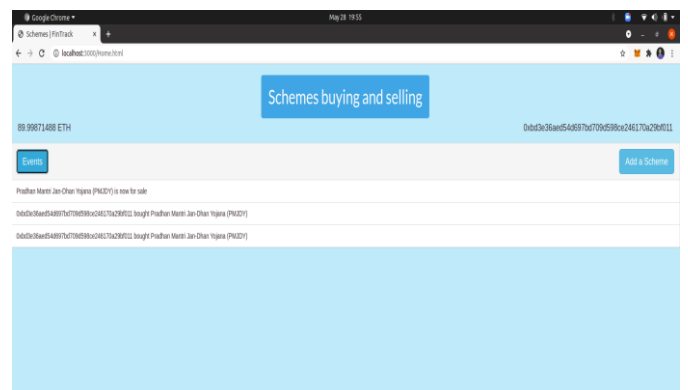 Google Chrome ▾ May 28 19:55
Schemes | FinTrack x +
localhost:3000/Home.html
Schemes buying and selling
89.99871488 ETH 0xbd3e36aed54d697bd709d598ce246170a29bf011
Events Add a Scheme
Pradhan Mantri Jan-Dhan Yojana (PMJDY) is now for sale
0xbd3e36aed54d697bd709d598ce246170a29bf011 bought Pradhan Mantri Jan-Dhan Yojana (PMJDY)
0xbd3e36aed54d697bd709d598ce246170a29bf011 bought Pradhan Mantri Jan-Dhan Yojana (PMJDY)